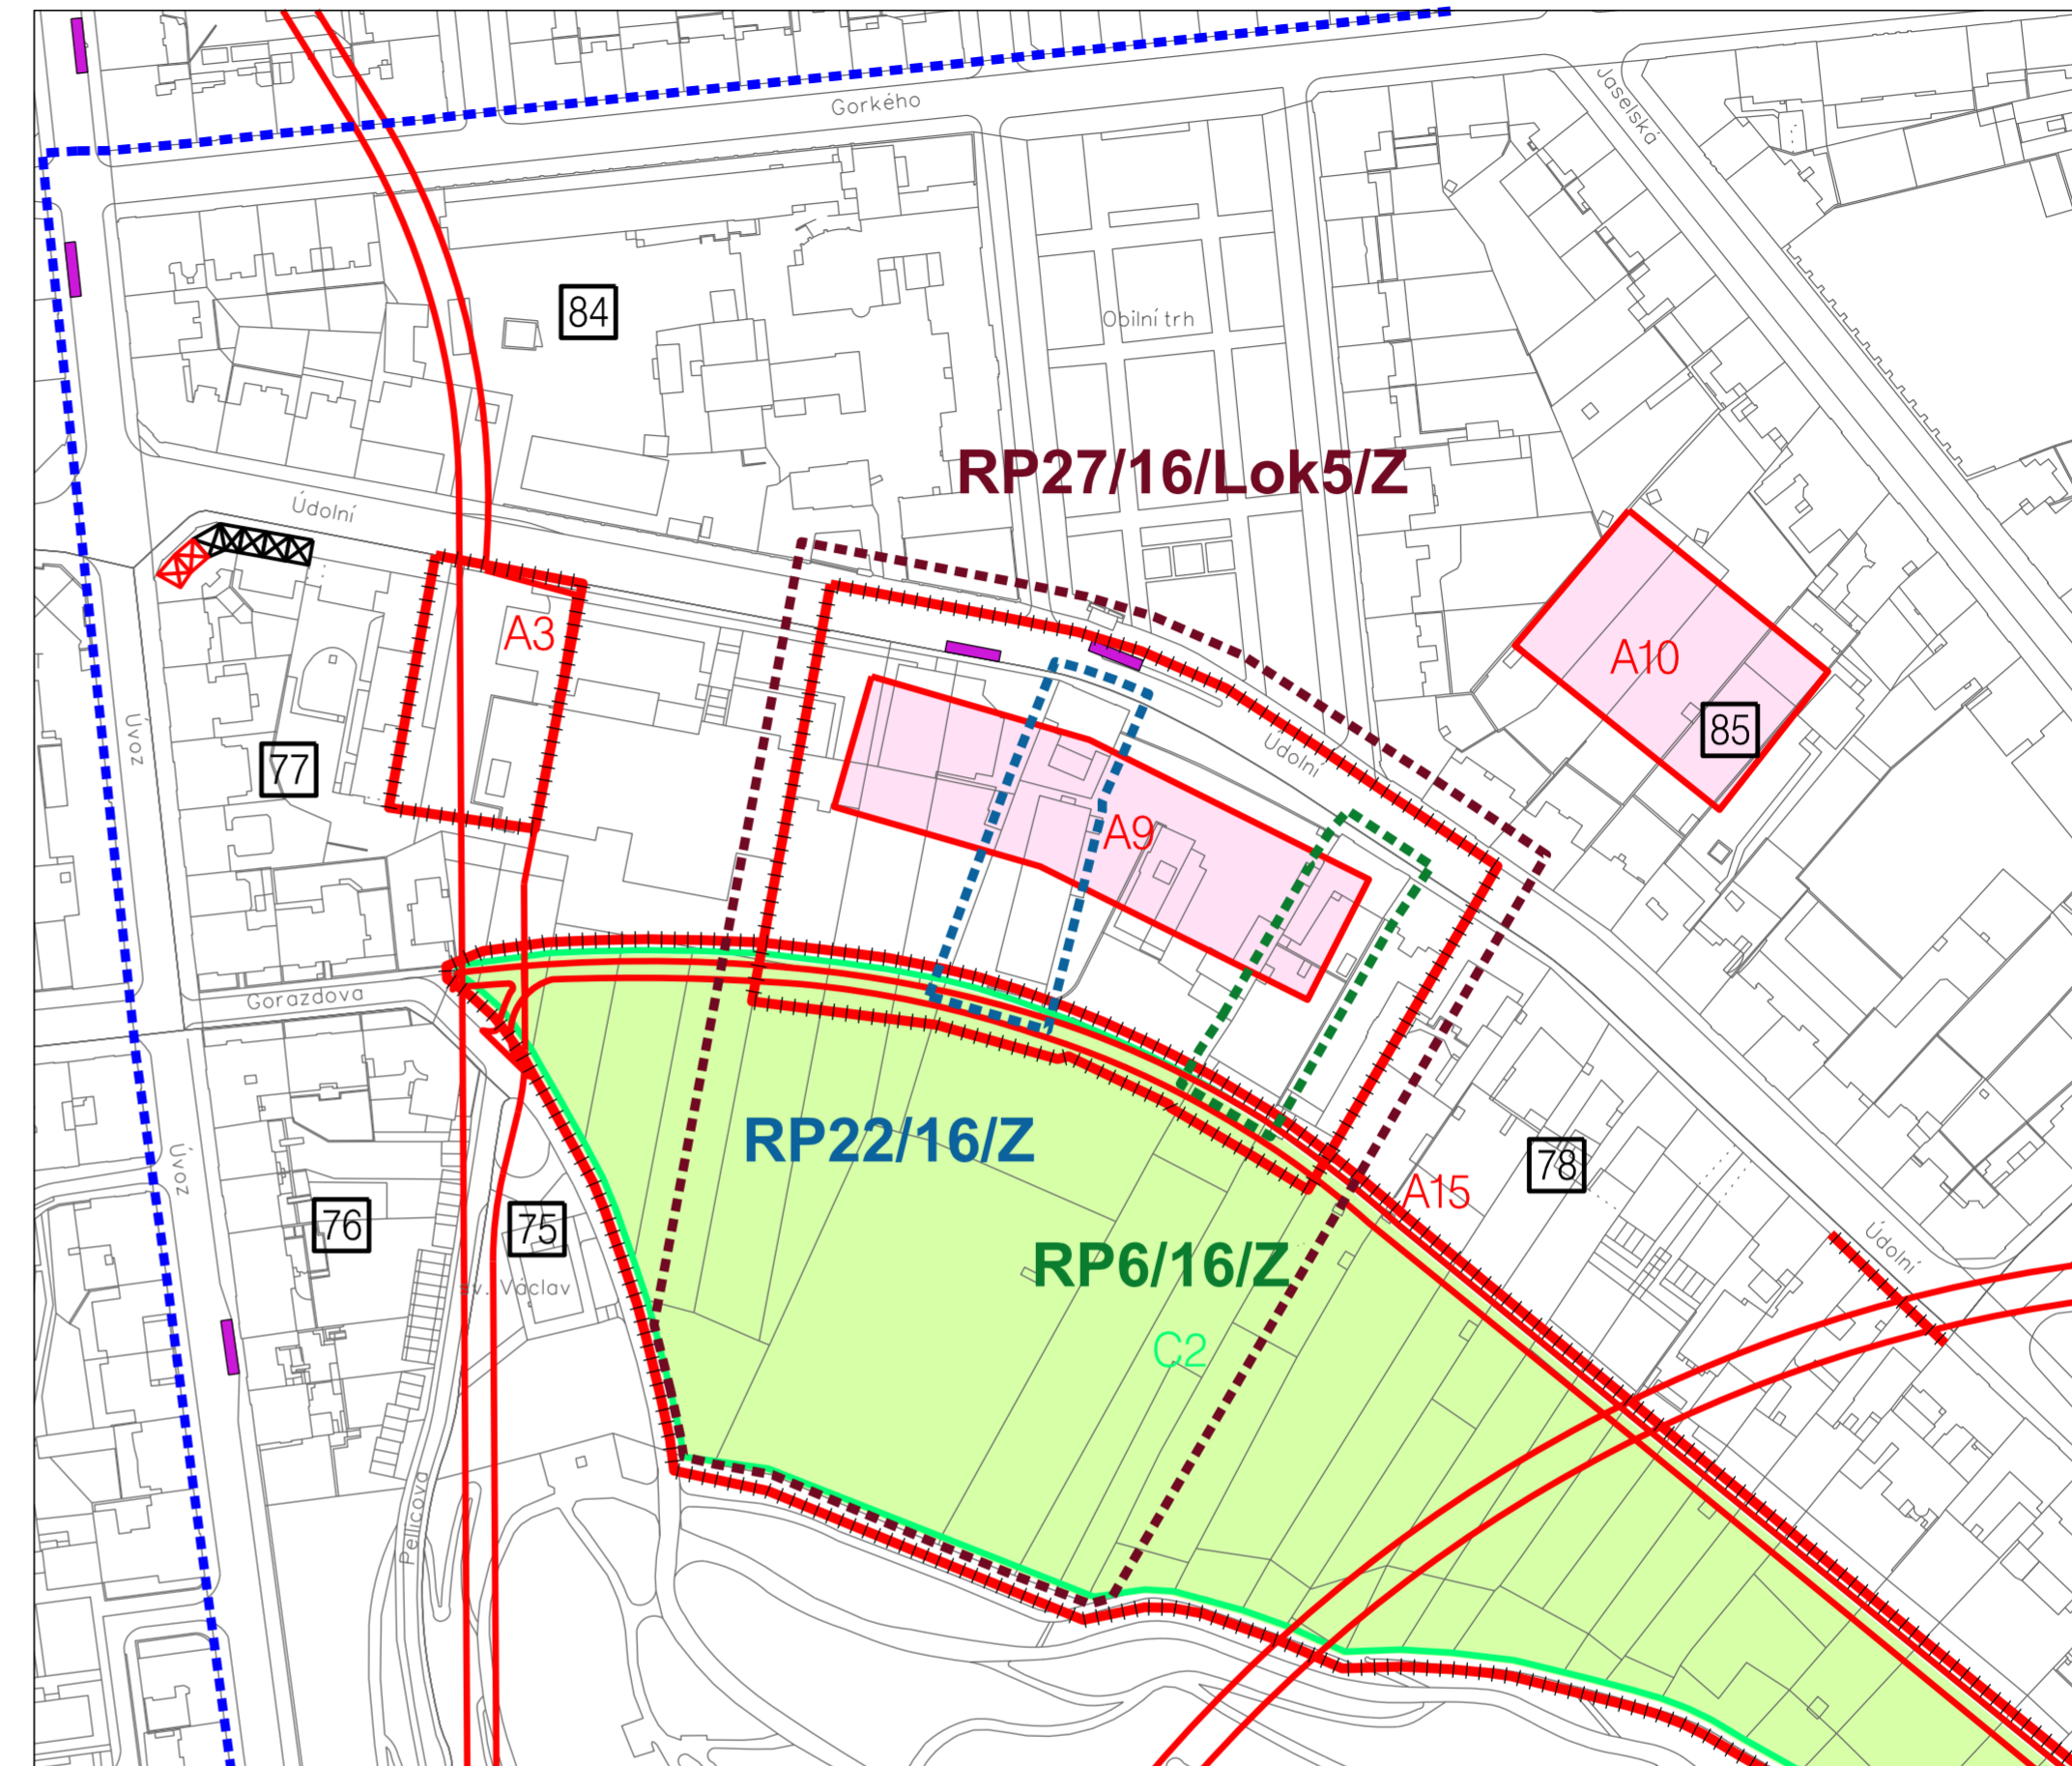 Gorkého
Jaselská
84
Obilní trh
RP27/16/Lok5/Z
Údolní
A3
A10
85
Úvoz
77
Údolní
A9
Gorazdova
RP22/16/Z
Úvoz
78
A15
76
75
Údolní
RP6/16/Z
sv. Václav
C2
Pellicova